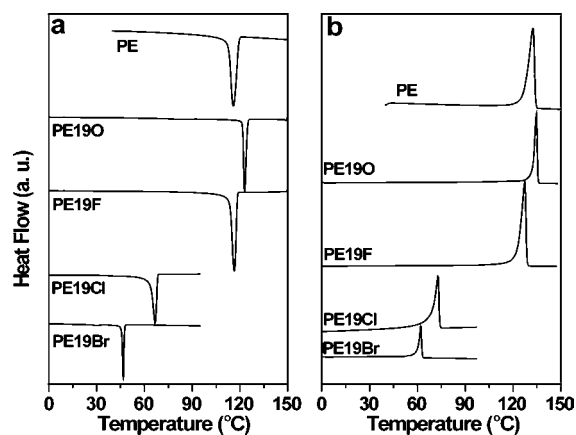 a
b
PE
PE
PE19O
PE19O
PE19F
PE19F
PE19Cl
PE19Cl
PE19Br
PE19Br
Heat Flow (a. u.)
0 30 60 90 120 150
0 30 60 90 120 150
Temperature (°C)
Temperature (°C)